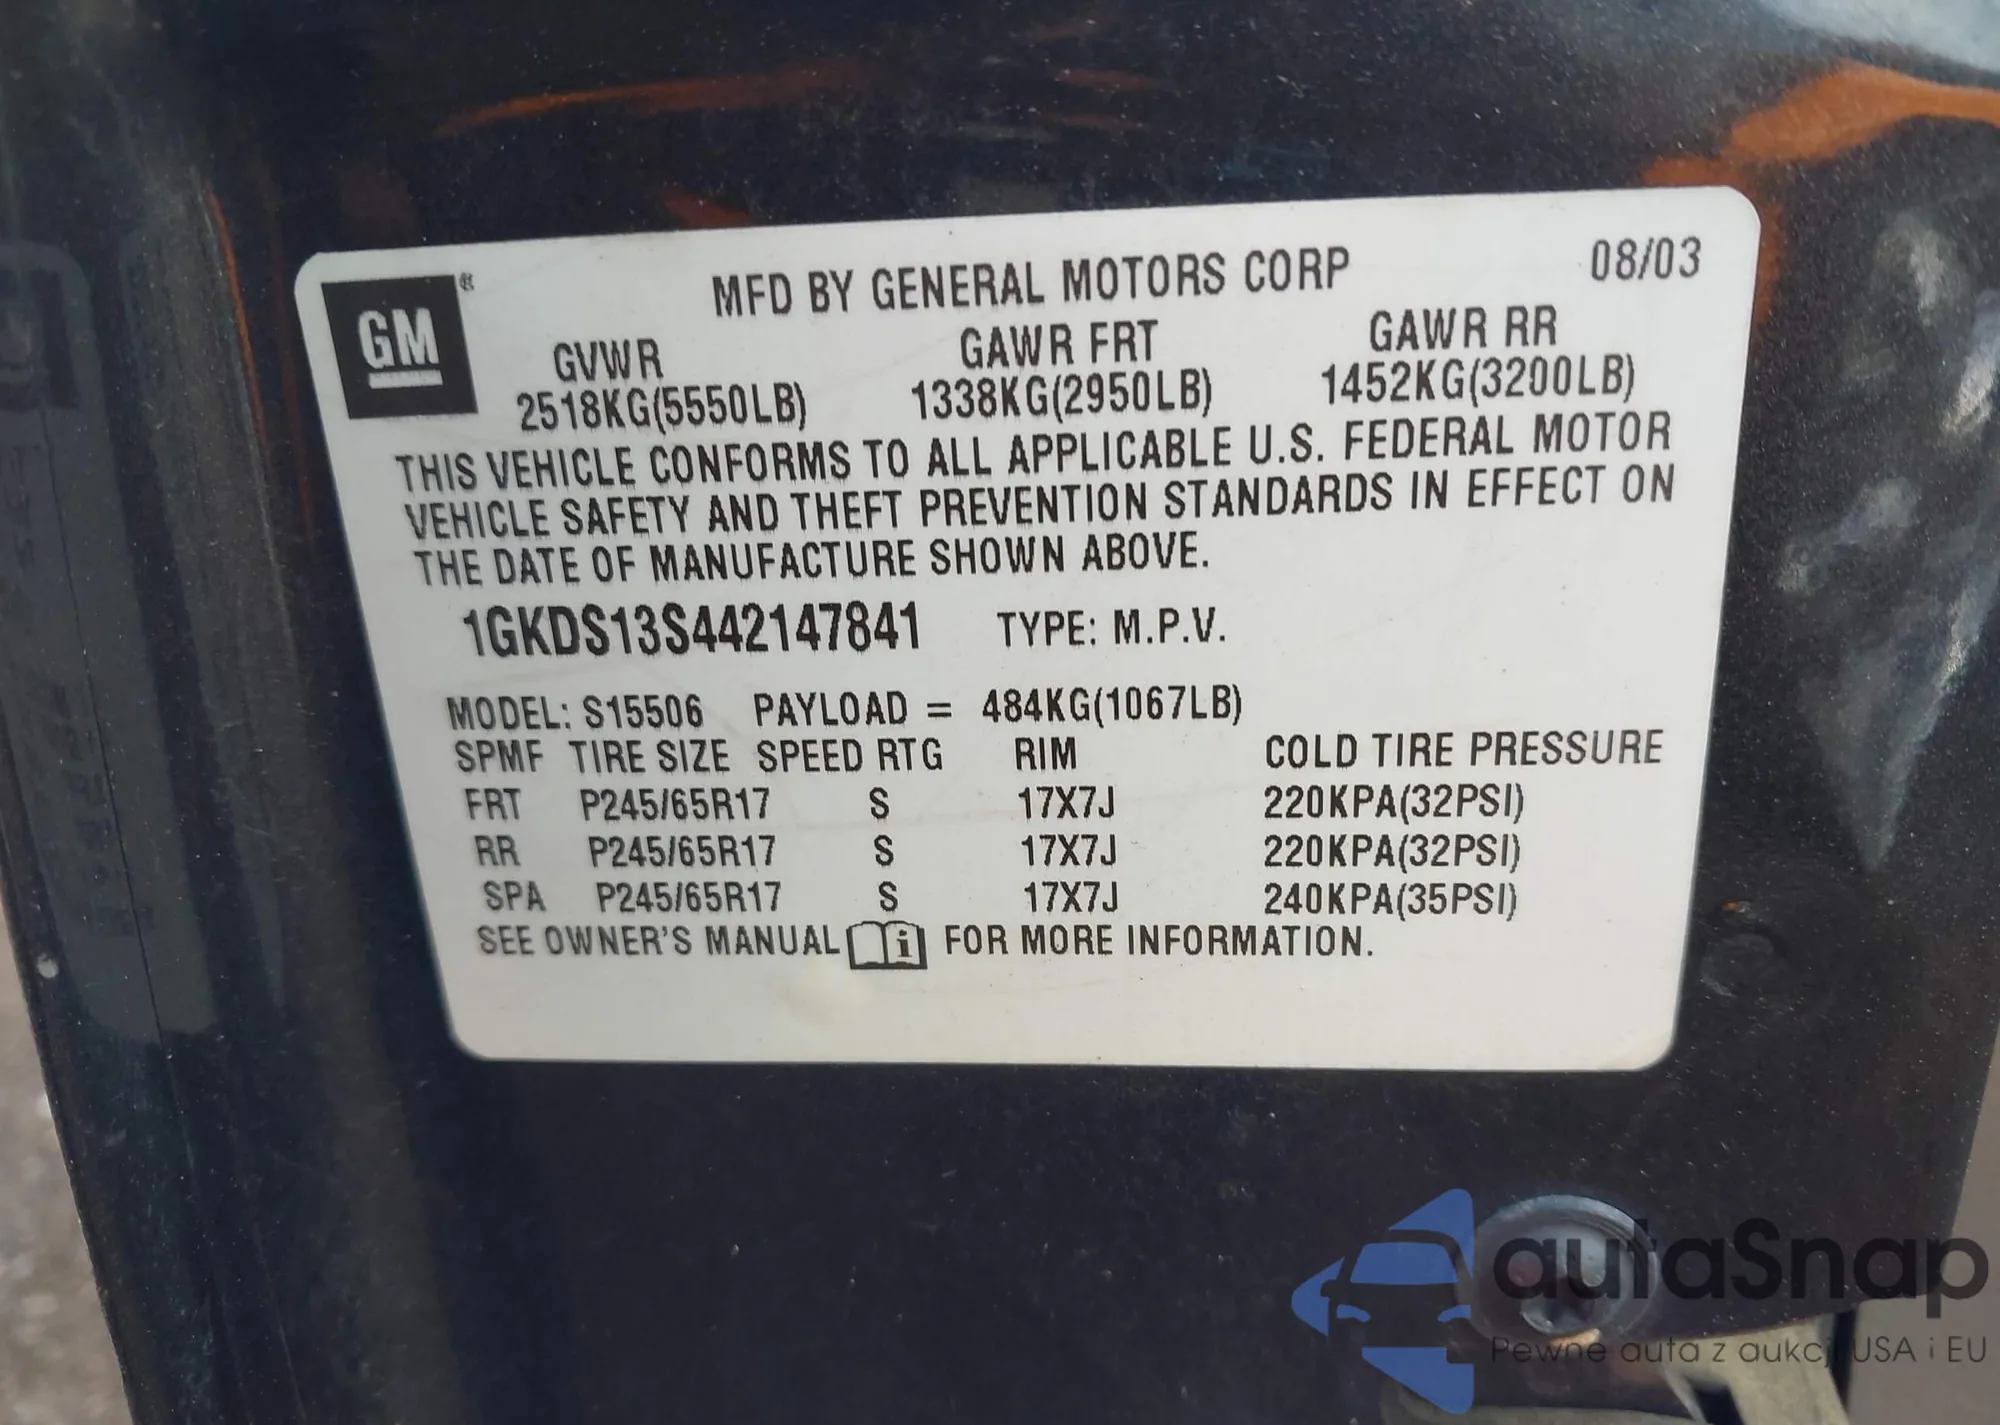 GM®
MFD BY GENERAL MOTORS CORP 08/03
GVWR GAWR FRT GAWR RR
2518KG(5550LB) 1338KG(2950LB) 1452KG(3200LB)
THIS VEHICLE CONFORMS TO ALL APPLICABLE U.S. FEDERAL MOTOR
VEHICLE SAFETY AND THEFT PREVENTION STANDARDS IN EFFECT ON
THE DATE OF MANUFACTURE SHOWN ABOVE.
1GKDS13S442147841 TYPE: M.P.V.
MODEL: S15506 PAYLOAD = 484KG(1067LB)
SPMF TIRE SIZE SPEED RTG RIM COLD TIRE PRESSURE
FRT P245/65R17 S 17X7J 220KPA(32PSI)
RR P245/65R17 S 17X7J 220KPA(32PSI)
SPA P245/65R17 S 17X7J 240KPA(35PSI)
SEE OWNER'S MANUAL i FOR MORE INFORMATION.
autaSnap
Pewne auta z aukcji USA i EU